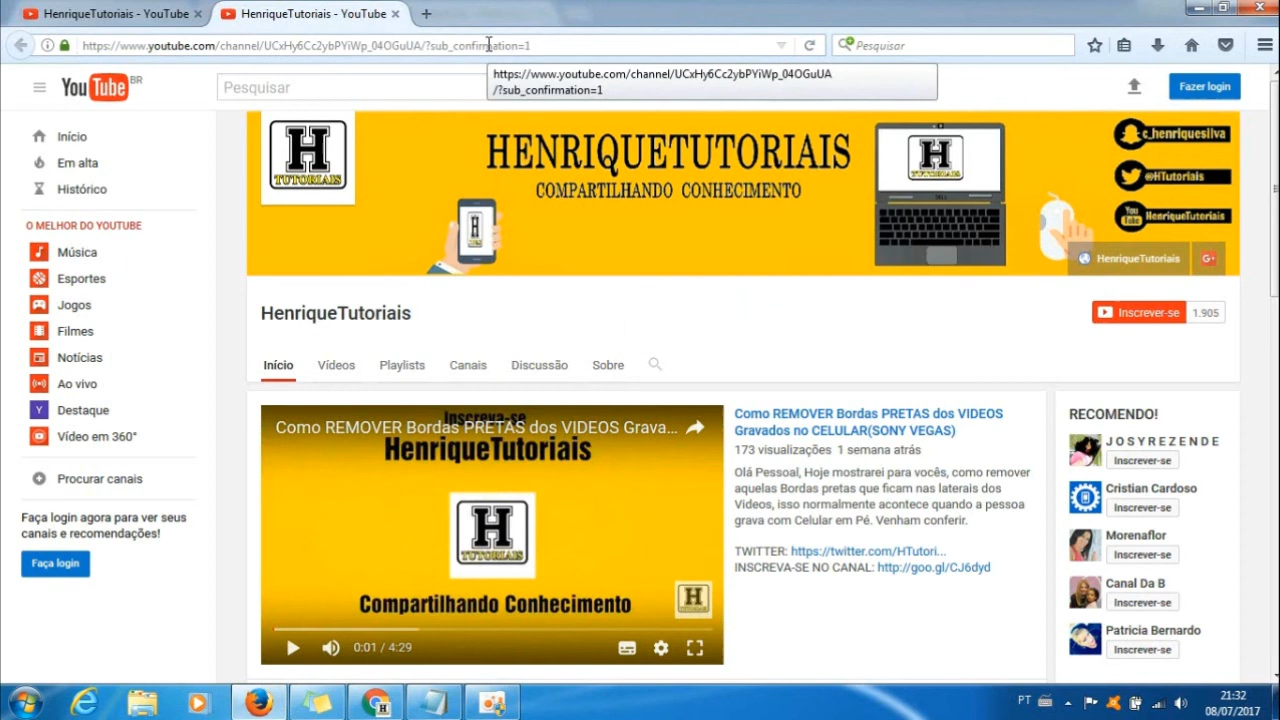 HenriqueTutoriais - YouTube
HenriqueTutoriais - YouTube
https://www.youtube.com/channel/UCxHy6Cc2ybPYiWp_04OGuUA/?sub_confirmation=1
Pesquisar
https://www.youtube.com/channel/UCxHy6Cc2ybPYiWp_04OGuUA
/?sub_confirmation=1
YouTube BR
Pesquisar
Fazer login
Início
Em alta
Histórico
O MELHOR DO YOUTUBE
Música
Esportes
Jogos
Filmes
Notícias
Ao vivo
Destaque
Vídeo em 360°
Procurar canais
Faça login agora para ver seus
canais e recomendações!
Faça login
H
TUTORIAIS
HENRIQUETUTORIAIS
COMPARTILHANDO CONHECIMENTO
H
TUTORIAIS
c_henriquesilva
@HTutoriais
You Tube HenriqueTutoriais
HenriqueTutoriais
HenriqueTutoriais
Inscrever-se 1.905
Início Vídeos Playlists Canais Discussão Sobre
Inscreva-se
Como REMOVER Bordas PRETAS dos VIDEOS Grava...
HenriqueTutoriais
H
TUTORIAIS
Compartilhando Conhecimento
H
0:01 / 4:29
Como REMOVER Bordas PRETAS dos VIDEOS
Gravados no CELULAR(SONY VEGAS)
173 visualizações 1 semana atrás
Olá Pessoal, Hoje mostrarei para vocês, como remover
aquelas Bordas pretas que ficam nas laterais dos
Videos, isso normalmente acontece quando a pessoa
grava com Celular em Pé. Venham conferir.
TWITTER: https://twitter.com/HTutori...
INSCREVA-SE NO CANAL: http://goo.gl/CJ6dyd
RECOMENDO!
J O S Y R E Z E N D E
Inscrever-se
Cristian Cardoso
Inscrever-se
Morenaflor
Inscrever-se
Canal Da B
Inscrever-se
Patricia Bernardo
Inscrever-se
PT
21:32
08/07/2017